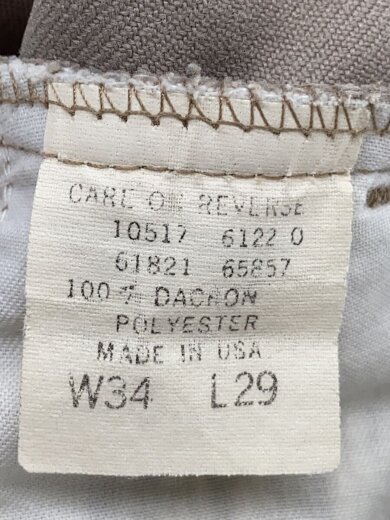 CARE ON REVERSE
10517 6122 0
61821 65857
100 % DACRON
POLYESTER
MADE IN USA
W34 L29